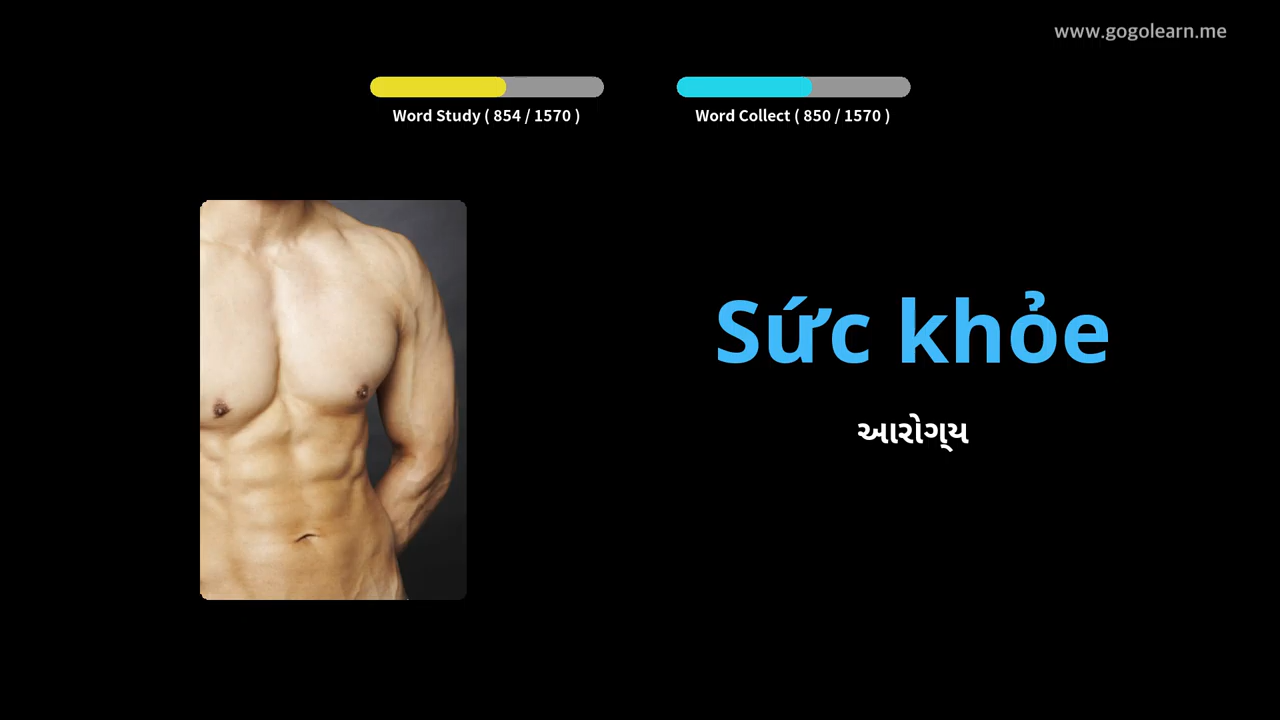 www.gogolearn.me
Word Study ( 854 / 1570 )
Word Collect ( 850 / 1570 )
Sức khỏe
આરોગ્ય